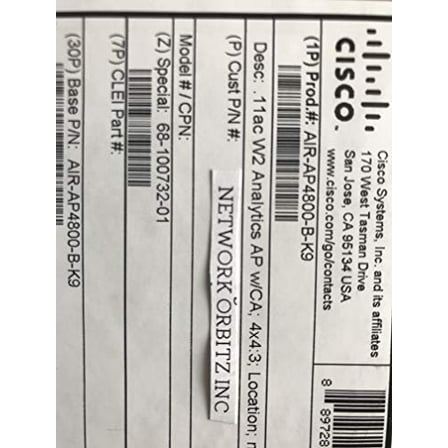 CISCO.
Cisco Systems, Inc. and its affiliates
170 West Tasman Drive
San Jose, CA 95134 USA
www.cisco.com/go/contacts
8 89728
(1P) Prod.#: AIR-AP4800-B-K9
Desc: .11ac W2 Analytics AP w/CA; 4x4:3; Location;
(P) Cust P/N #:
NETWORK ORBITZ INC
Model # / CPN:
(Z) Special: 68-100732-01
(7P) CLEI Part #:
(30P) Base P/N: AIR-AP4800-B-K9